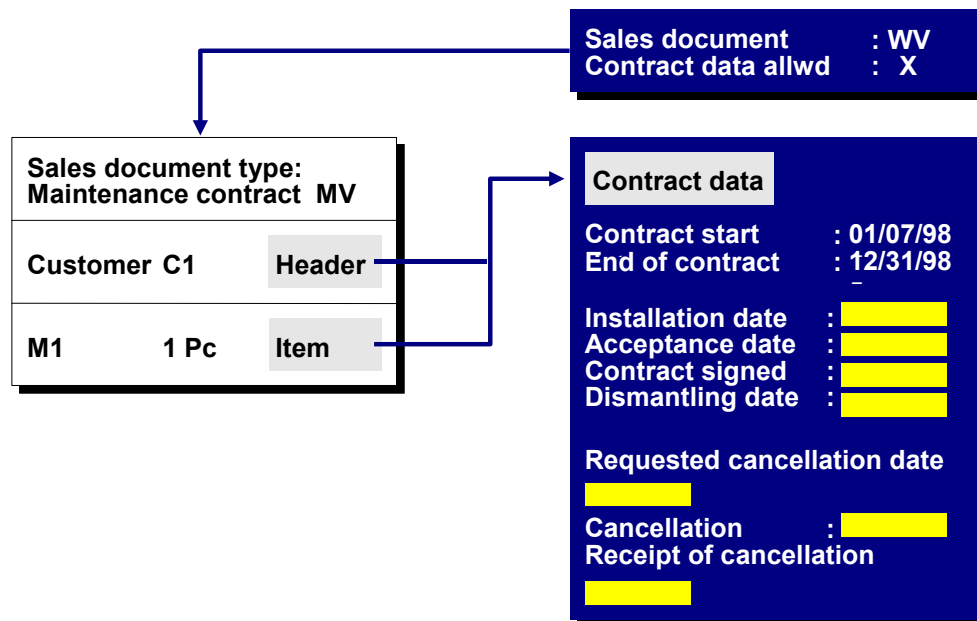 Sales document : WV
Contract data allwd : X
Sales document type:
Maintenance contract MV
Customer C1 Header
M1 1 Pc Item
Contract data
Contract start : 01/07/98
End of contract : 12/31/98
Installation date :
Acceptance date :
Contract signed :
Dismantling date :
Requested cancellation date
Cancellation :
Receipt of cancellation